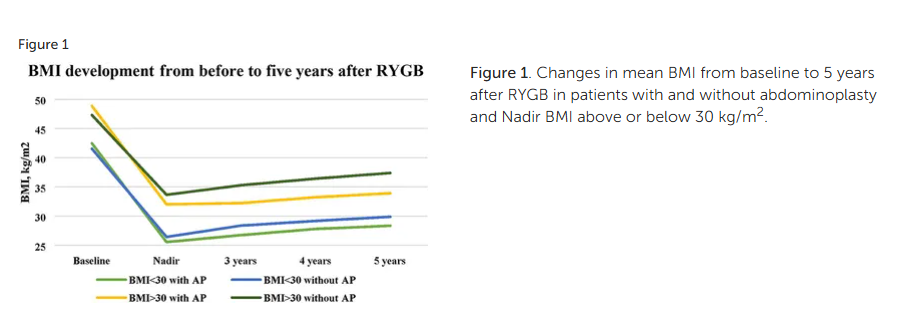 Figure 1
BMI development from before to five years after RYGB
50
45
40
35
30
25
BMI, kg/m2
Baseline Nadir 3 years 4 years 5 years
BMI<30 with AP BMI<30 without AP
BMI>30 with AP BMI>30 without AP
Figure 1. Changes in mean BMI from baseline to 5 years
after RYGB in patients with and without abdominoplasty
and Nadir BMI above or below 30 kg/m².